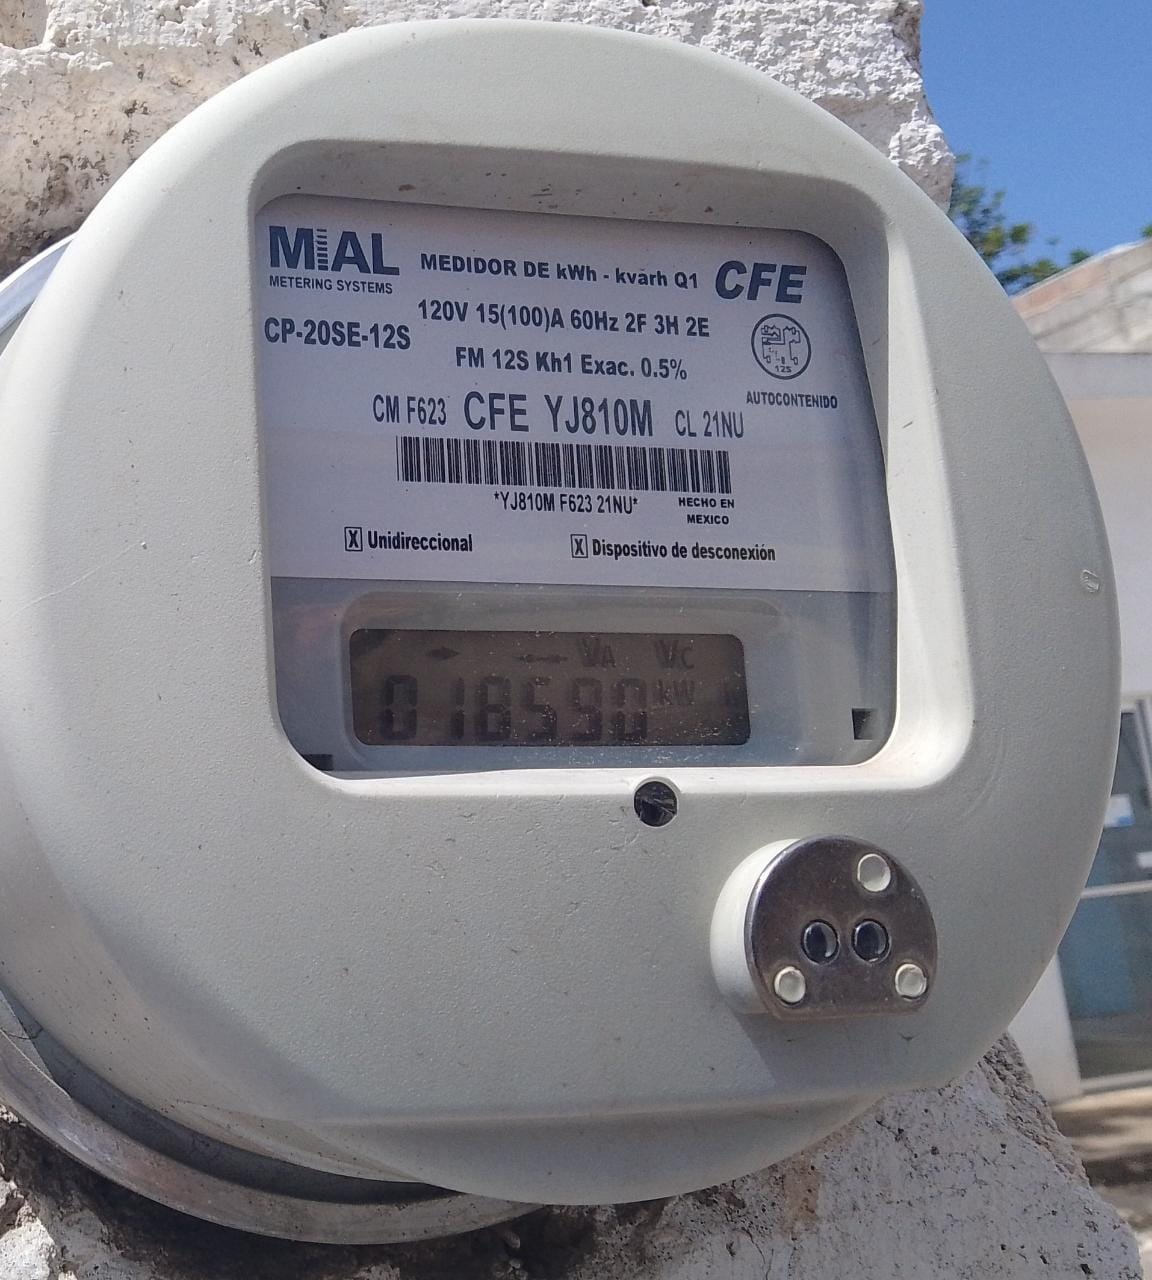 MIAL
METERING SYSTEMS
MEDIDOR DE kWh - kvarh Q1
CFE
120V 15(100)A 60Hz 2F 3H 2E
CP-20SE-12S
FM 12S Kh1 Exac. 0.5%
12S
AUTOCONTENIDO
CM F623 CFE YJ810M CL 21NU
*YJ810M F623 21NU*
HECHO EN
MEXICO
X Unidireccional
X Dispositivo de desconexión
VA VC
018590 kW